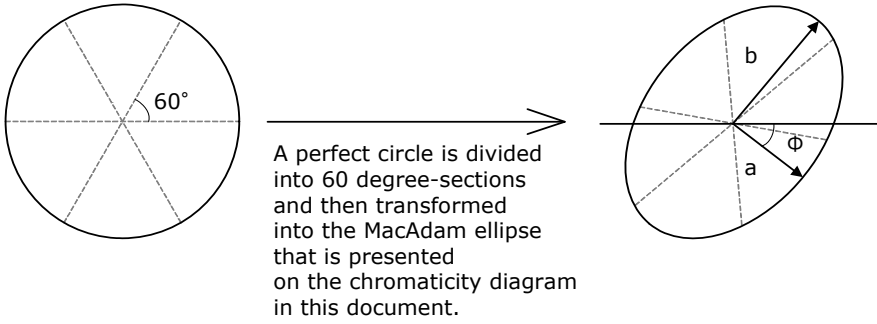 60°
A perfect circle is divided
into 60 degree-sections
and then transformed
into the MacAdam ellipse
that is presented
on the chromaticity diagram
in this document.
b
Φ
a